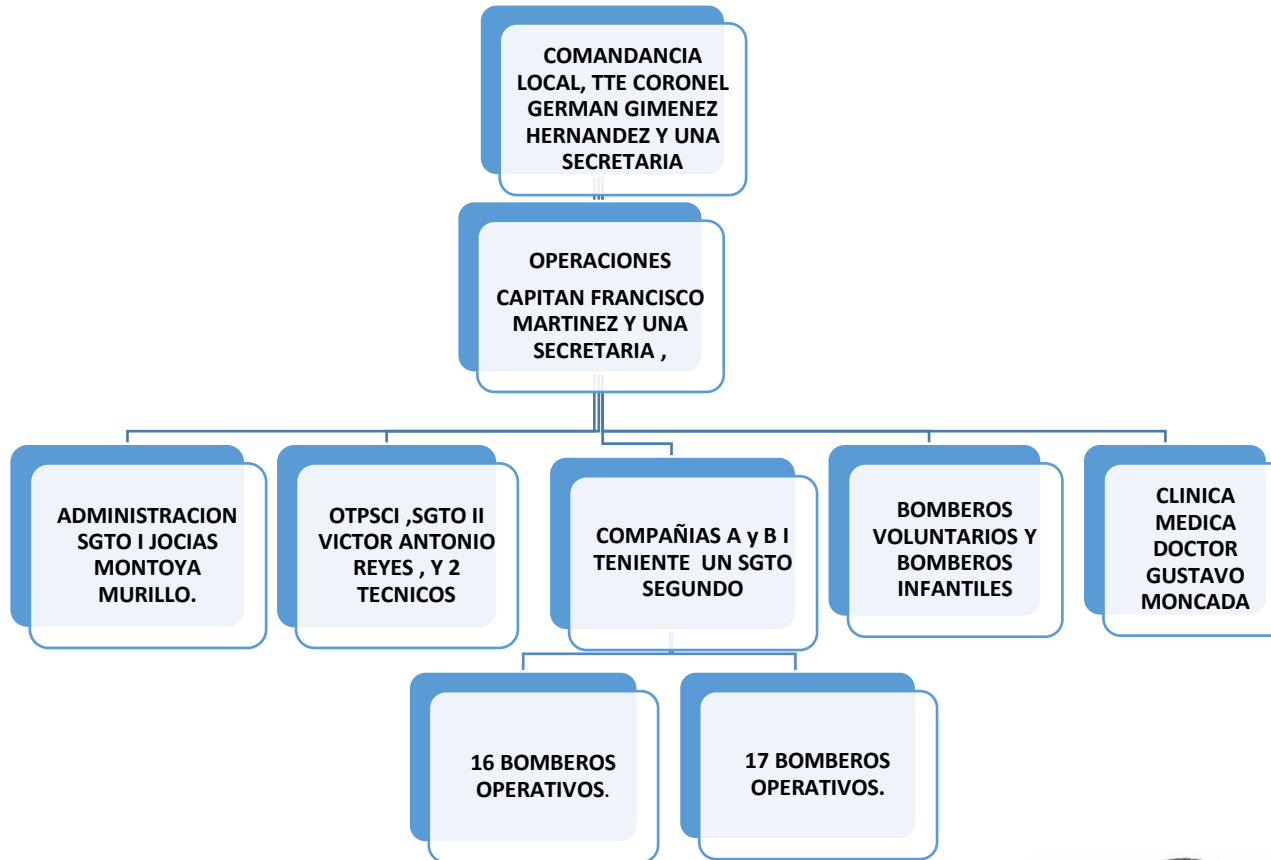 COMANDANCIA
LOCAL, TTE CORONEL
GERMAN GIMENEZ
HERNANDEZ Y UNA
SECRETARIA
OPERACIONES
CAPITAN FRANCISCO
MARTINEZ Y UNA
SECRETARIA ,
ADMINISTRACION
SGTO I JOCIAS
MONTOYA
MURILLO.
OTPSCI ,SGTO II
VICTOR ANTONIO
REYES , Y 2
TECNICOS
COMPAÑIAS A y B I
TENIENTE UN SGTO
SEGUNDO
BOMBEROS
VOLUNTARIOS Y
BOMBEROS
INFANTILES
CLINICA
MEDICA
DOCTOR
GUSTAVO
MONCADA
16 BOMBEROS
OPERATIVOS.
17 BOMBEROS
OPERATIVOS.